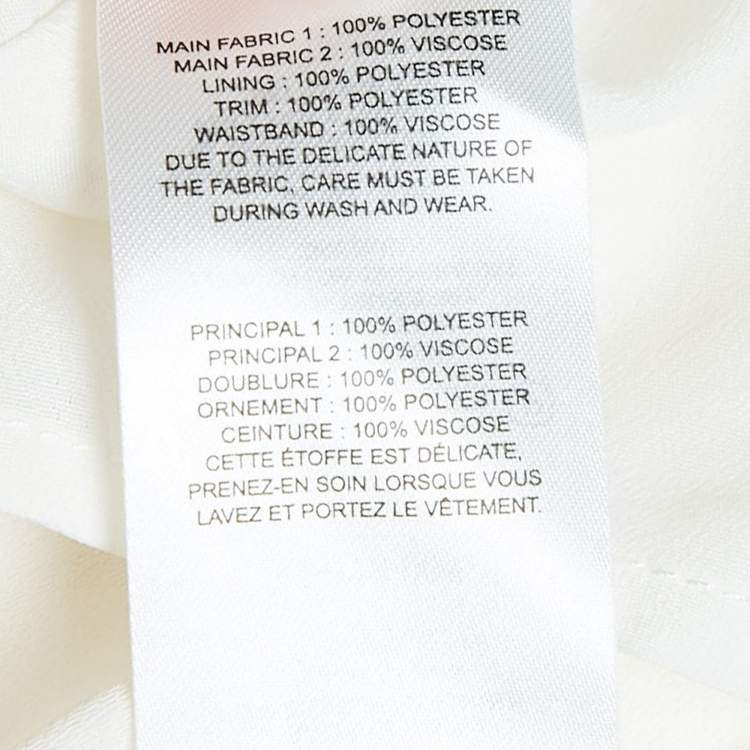 MAIN FABRIC 1 : 100% POLYESTER
MAIN FABRIC 2 : 100% VISCOSE
LINING : 100% POLYESTER
TRIM : 100% POLYESTER
WAISTBAND : 100% VISCOSE
DUE TO THE DELICATE NATURE OF
THE FABRIC, CARE MUST BE TAKEN
DURING WASH AND WEAR.
PRINCIPAL 1 : 100% POLYESTER
PRINCIPAL 2 : 100% VISCOSE
DOUBLURE : 100% POLYESTER
ORNEMENT : 100% POLYESTER
CEINTURE : 100% VISCOSE
CETTE ÉTOFFE EST DÉLICATE,
PRENEZ-EN SOIN LORSQUE VOUS
LAVEZ ET PORTEZ LE VÊTEMENT.